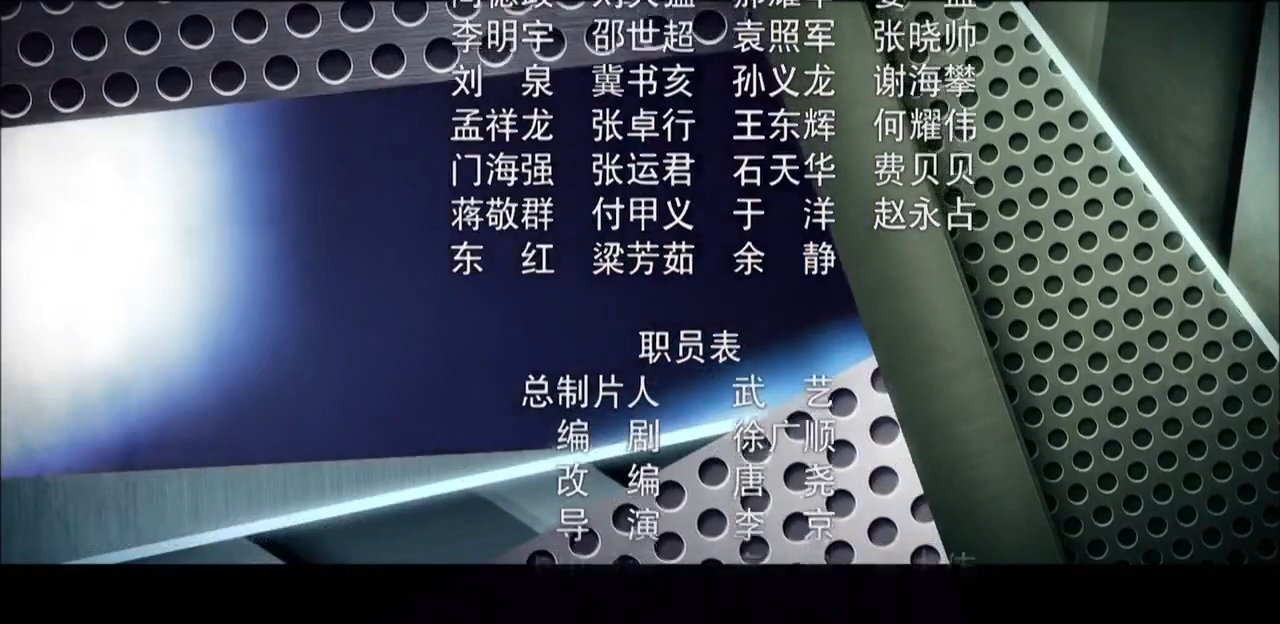 李明宇 邵世超 袁照军 张晓帅
刘 泉 冀书亥 孙义龙 谢海攀
孟祥龙 张卓行 王东辉 何耀伟
门海强 张运君 石天华 费贝贝
蒋敬群 付甲义 于 洋 赵永占
东 红 梁芳茹 余 静
职员表
总制片人 武 艺
编 剧 徐广顺
改 编 唐 尧
导 演 李 京